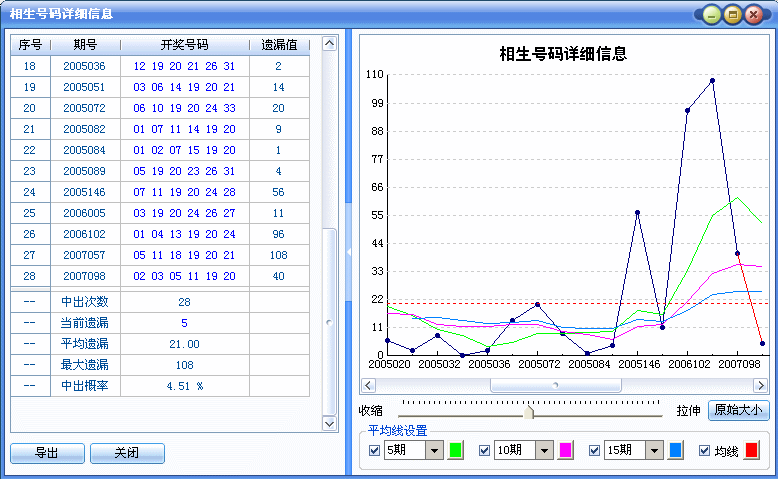 相生号码详细信息
序号 期号 开奖号码 遗漏值
18 2005036 12 19 20 21 26 31 2
19 2005051 03 06 14 19 20 21 14
20 2005072 06 10 19 20 24 33 20
21 2005082 01 07 11 14 19 20 9
22 2005084 01 02 07 15 19 20 1
23 2005089 05 19 20 23 26 31 4
24 2005146 07 11 19 20 24 28 56
25 2006005 03 19 20 24 26 27 11
26 2006102 01 04 13 19 20 24 96
27 2007057 05 11 18 19 20 21 108
28 2007098 02 03 05 11 19 20 40
-- 中出次数 28
-- 当前遗漏 5
-- 平均遗漏 21.00
-- 最大遗漏 108
-- 中出概率 4.51 %
导出 关闭
相生号码详细信息
110
99
88
77
66
55
44
33
22
11
0
2005020 2005032 2005036 2005072 2005084 2005146 2006102 2007098
收缩 拉伸 原始大小
平均线设置
5期 10期 15期 均线